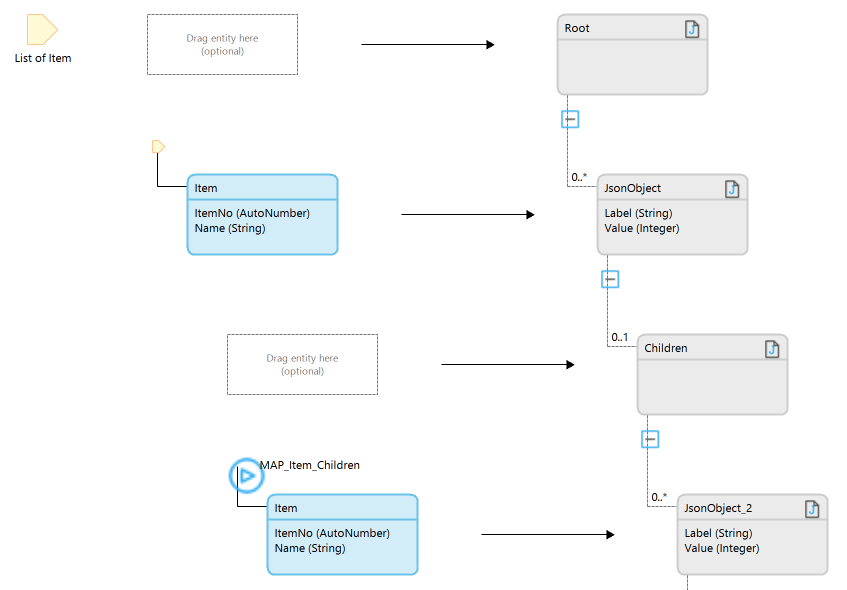 List of Item
Drag entity here
(optional)
Root
0..*
Item
ItemNo (AutoNumber)
Name (String)
JsonObject
Label (String)
Value (Integer)
0..1
Drag entity here
(optional)
Children
MAP_Item_Children
0..*
Item
ItemNo (AutoNumber)
Name (String)
JsonObject_2
Label (String)
Value (Integer)